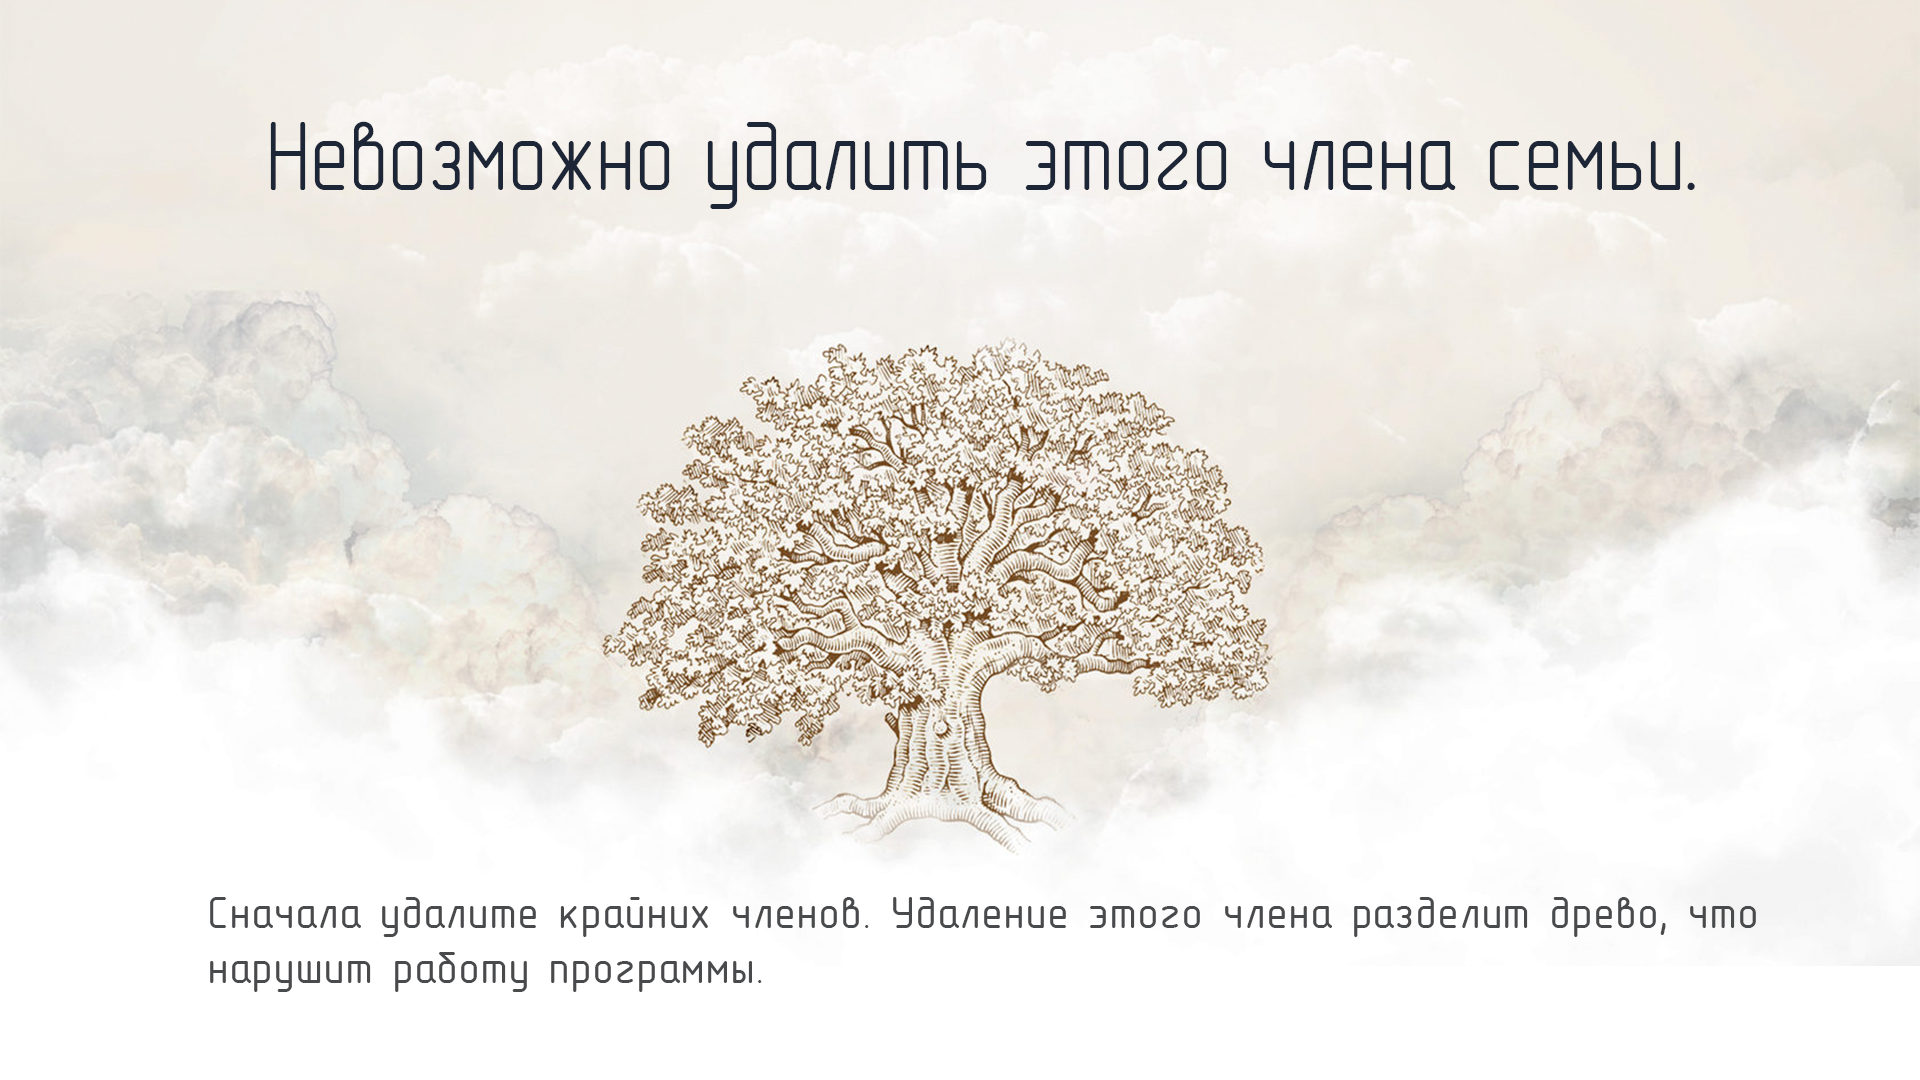 Невозможно удалить этого члена семьи.
Сначала удалите крайних членов. Удаление этого члена разделит древо, что
нарушит работу программы.